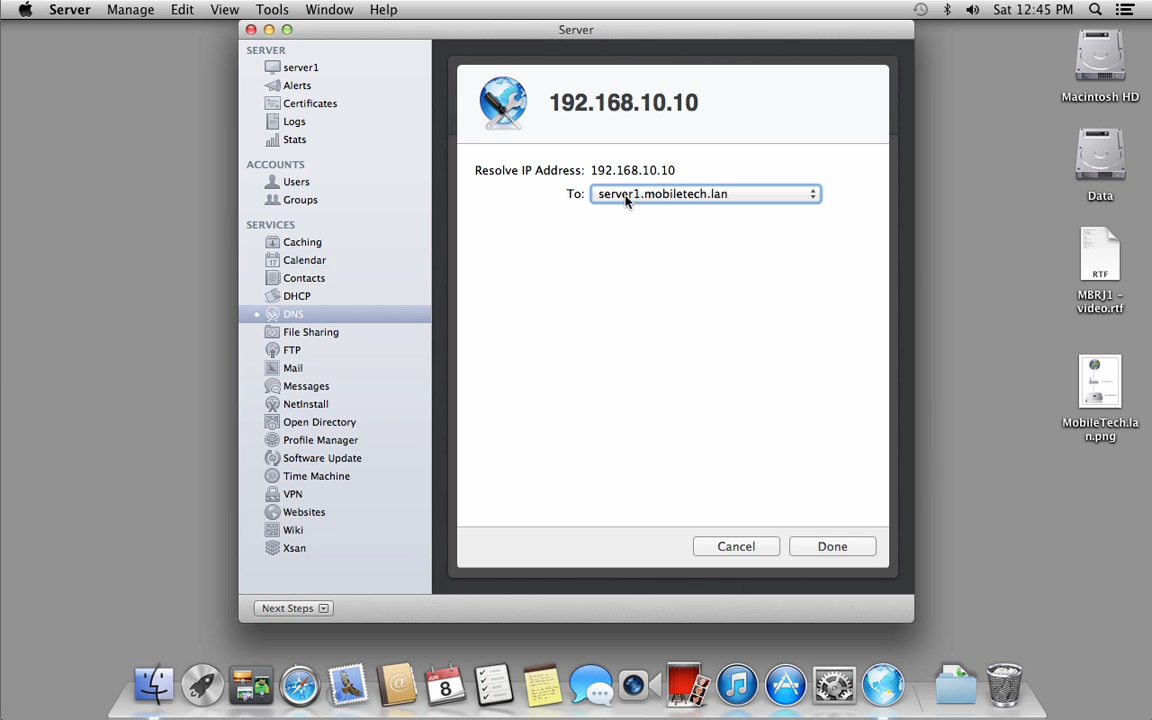 Server Manage Edit View Tools Window Help Sat 12:45 PM
Server
SERVER
server1
Alerts
Certificates
Logs
Stats
ACCOUNTS
Users
Groups
SERVICES
Caching
17 Calendar
Contacts
DHCP
DNS
File Sharing
FTP
Mail
Messages
NetInstall
Open Directory
Profile Manager
Software Update
Time Machine
VPN
Websites
Wiki
Xsan
Next Steps
192.168.10.10
Resolve IP Address: 192.168.10.10
To: server1.mobiletech.lan
Cancel Done
Macintosh HD
Data
RTF
MBRJ1 -
video.rtf
MobileTech.la
n.png
JUN
8